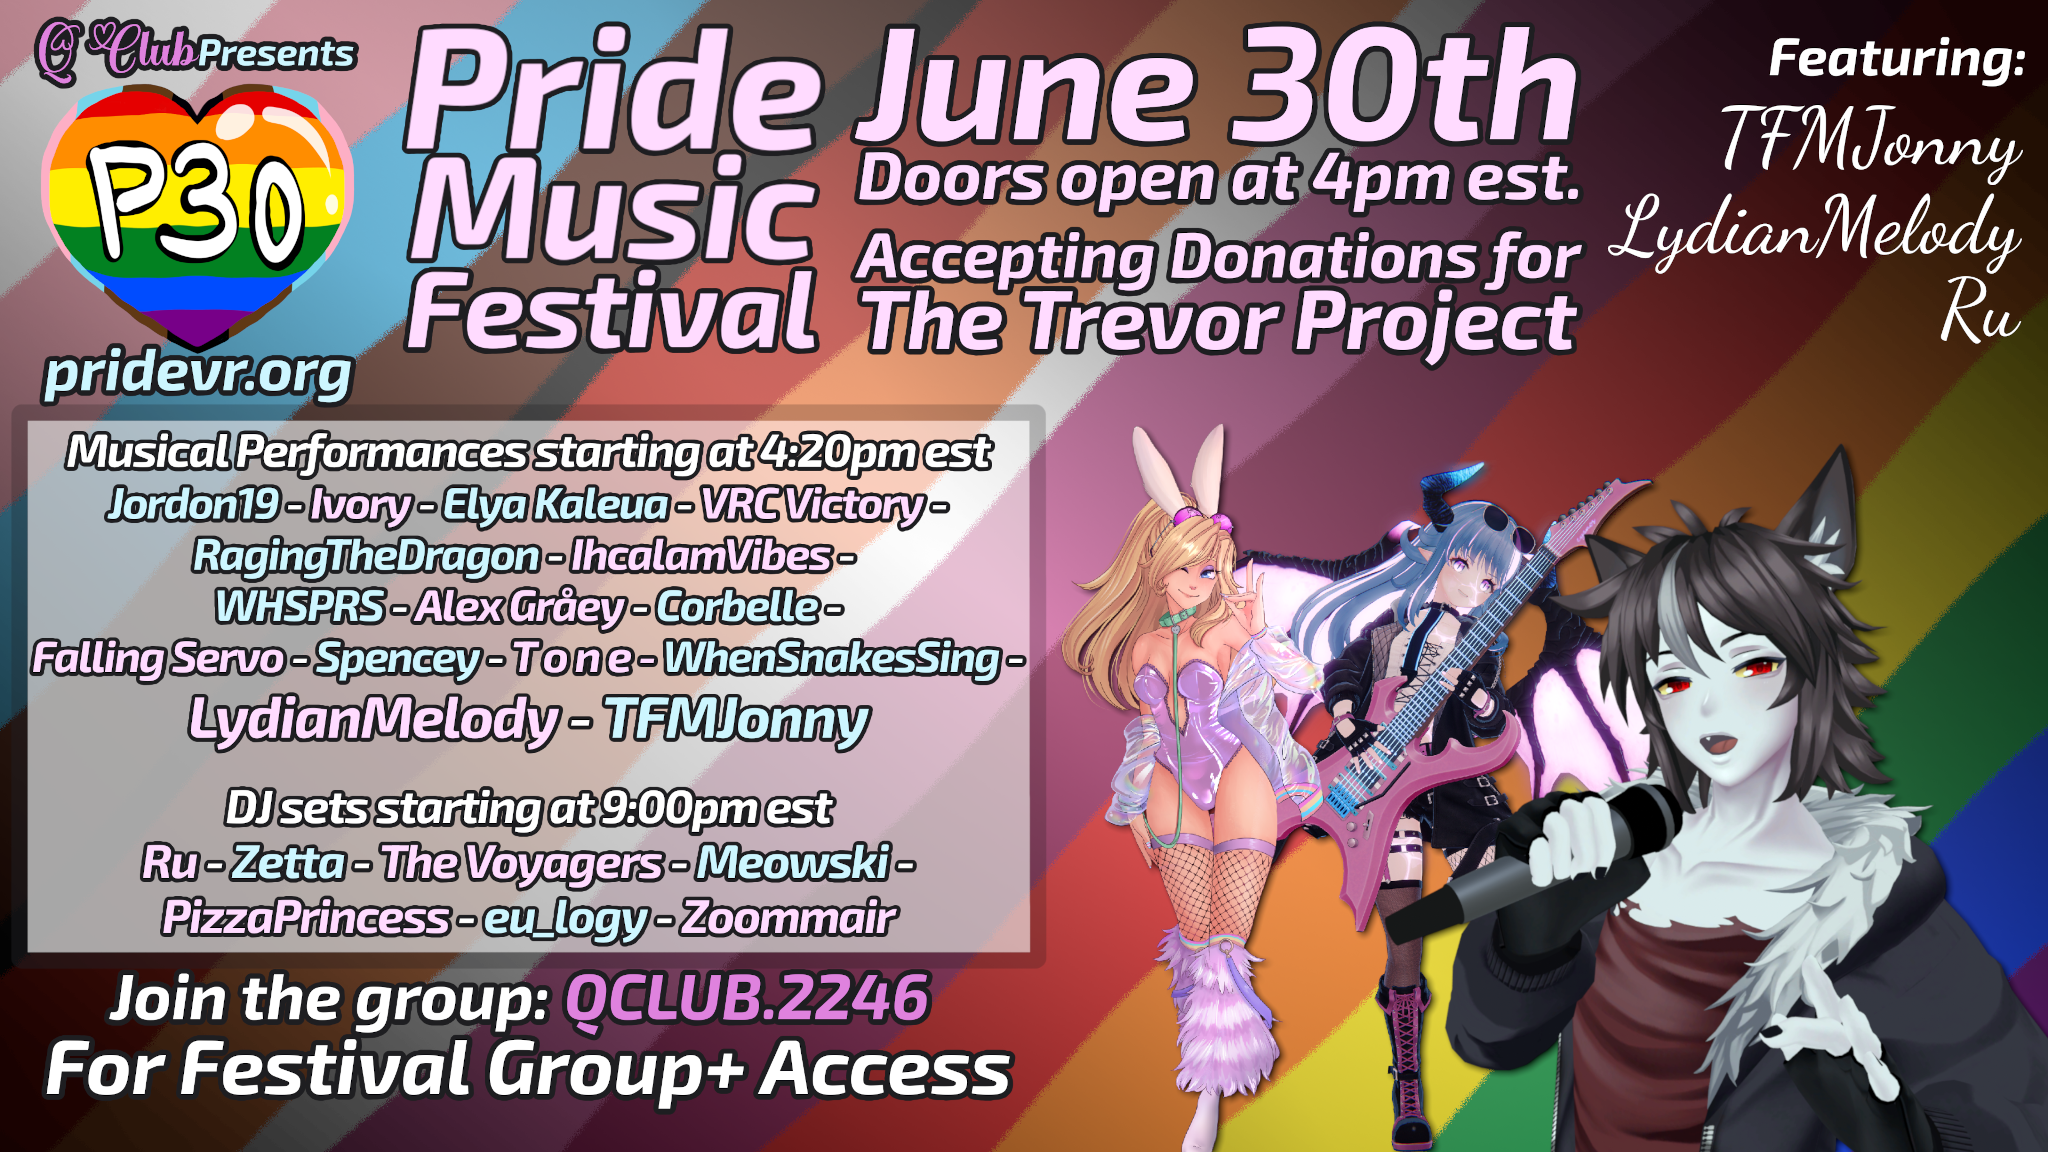 Q Club Presents
P30
pridevr.org
Pride
Music
Festival
June 30th
Doors open at 4pm est.
Accepting Donations for
The Trevor Project
Featuring:
TFMJonny
LydianMelody
Ru
Musical Performances starting at 4:20pm est
Jordon19 - Ivory - Elya Kaleua - VRC Victory -
RagingTheDragon - IhcalamVibes -
WHSPRS - Alex Gråey - Corbelle -
Falling Servo - Spencey - T o n e - WhenSnakesSing -
LydianMelody - TFMJonny
DJ sets starting at 9:00pm est
Ru - Zetta - The Voyagers - Meowski -
PizzaPrincess - eu_logy - Zoommair
Join the group: QCLUB.2246
For Festival Group+ Access